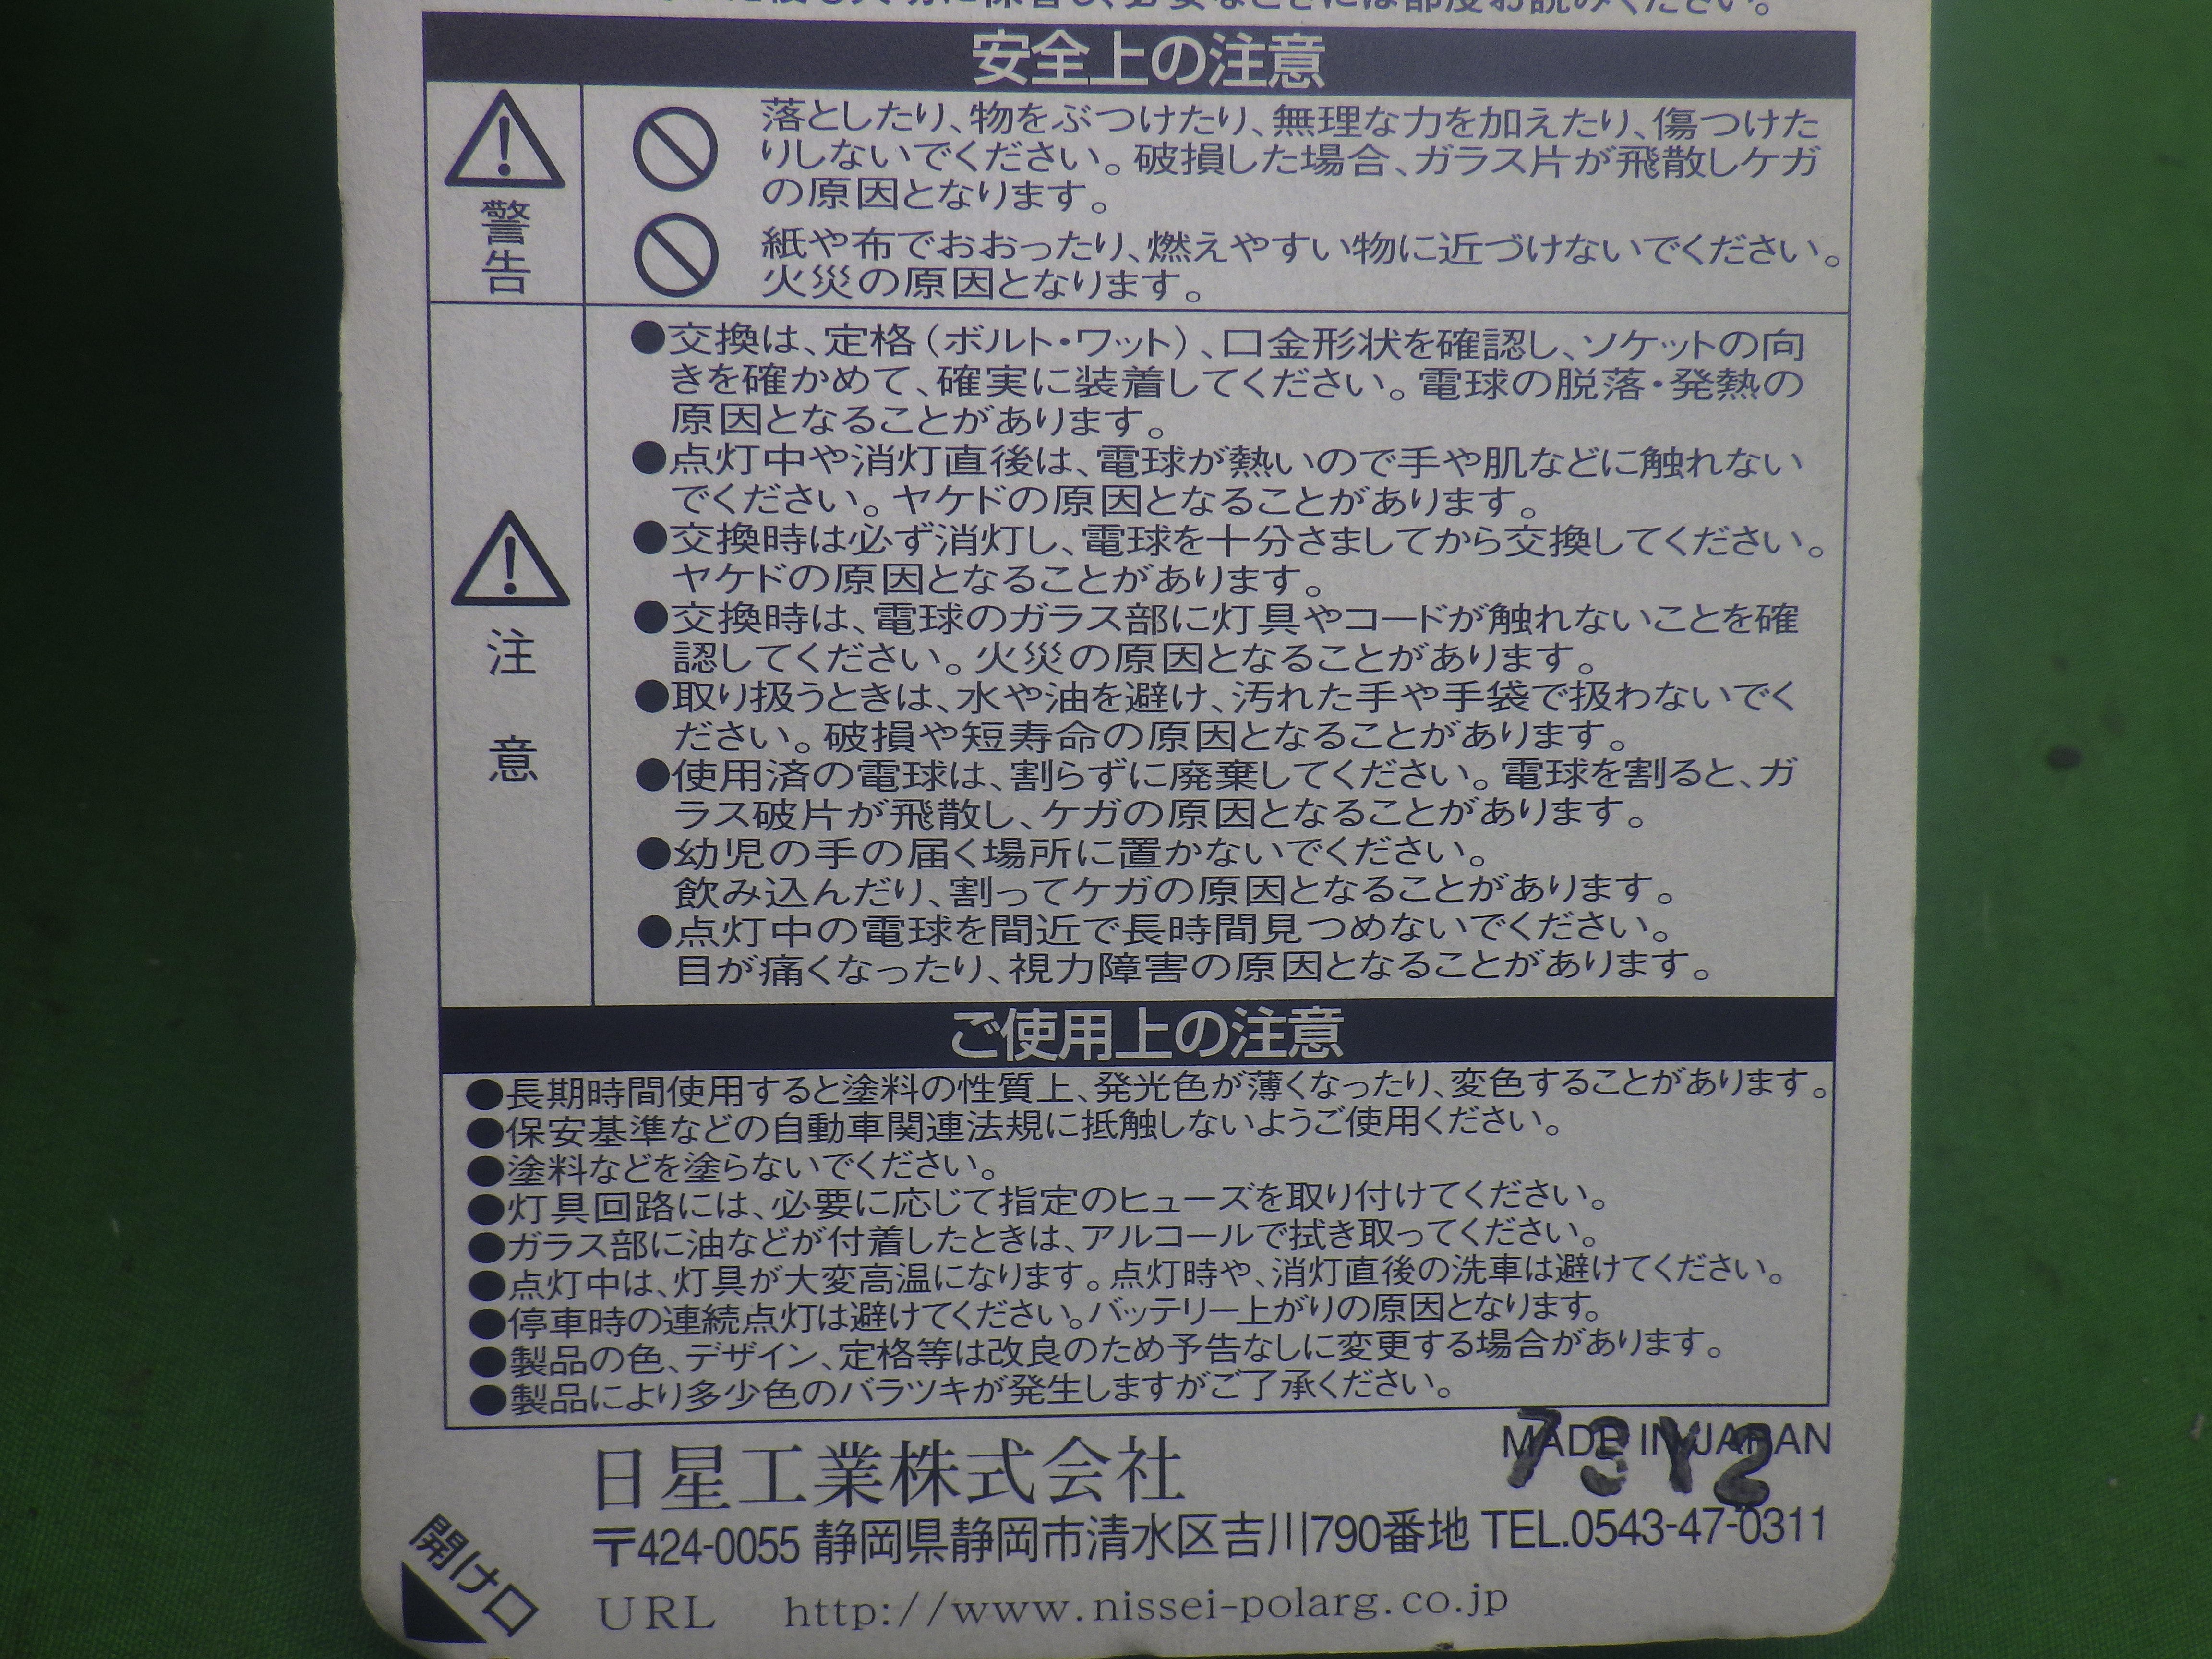 安全上の注意
警告
落としたり、物をぶつけたり、無理な力を加えたり、傷つけた
りしないでください。破損した場合、ガラス片が飛散しケガ
の原因となります。
紙や布でおおったり、燃えやすい物に近づけないでください。
火災の原因となります。
注意
●交換は、定格（ボルト・ワット）、口金形状を確認し、ソケットの向
きを確かめて、確実に装着してください。電球の脱落・発熱の
原因となることがあります。
●点灯中や消灯直後は、電球が熱いので手や肌などに触れない
でください。ヤケドの原因となることがあります。
●交換時は必ず消灯し、電球を十分さましてから交換してください。
ヤケドの原因となることがあります。
●交換時は、電球のガラス部に灯具やコードが触れないことを確
認してください。火災の原因となることがあります。
●取り扱うときは、水や油を避け、汚れた手や手袋で扱わないでく
ださい。破損や短寿命の原因となることがあります。
●使用済の電球は、割らずに廃棄してください。電球を割ると、ガ
ラス破片が飛散し、ケガの原因となることがあります。
●幼児の手の届く場所に置かないでください。
飲み込んだり、割ってケガの原因となることがあります。
●点灯中の電球を間近で長時間見つめないでください。
目が痛くなったり、視力障害の原因となることがあります。
ご使用上の注意
●長期時間使用すると塗料の性質上、発光色が薄くなったり、変色することがあります。
●保安基準などの自動車関連法規に抵触しないようご使用ください。
●塗料などを塗らないでください。
●灯具回路には、必要に応じて指定のヒューズを取り付けてください。
●ガラス部に油などが付着したときは、アルコールで拭き取ってください。
●点灯中は、灯具が大変高温になります。点灯時や、消灯直後の洗車は避けてください。
●停車時の連続点灯は避けてください。バッテリー上がりの原因となります。
●製品の色、デザイン、定格等は改良のため予告なしに変更する場合があります。
●製品により多少色のバラツキが発生しますがご了承ください。
MADE IN JAPAN
73Y2
日星工業株式会社
〒424-0055 静岡県静岡市清水区吉川790番地 TEL.0543-47-0311
URL http://www.nissei-polarg.co.jp
開け口